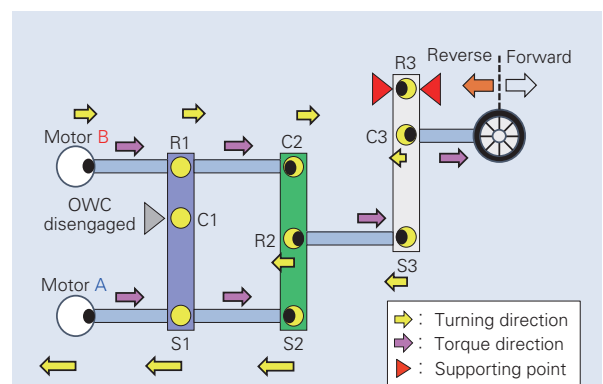 R3
Reverse
Forward
Motor B
R1
C2
C3
OWC
disengaged
C1
R2
Motor A
S3
S1
S2
: Turning direction
: Torque direction
: Supporting point